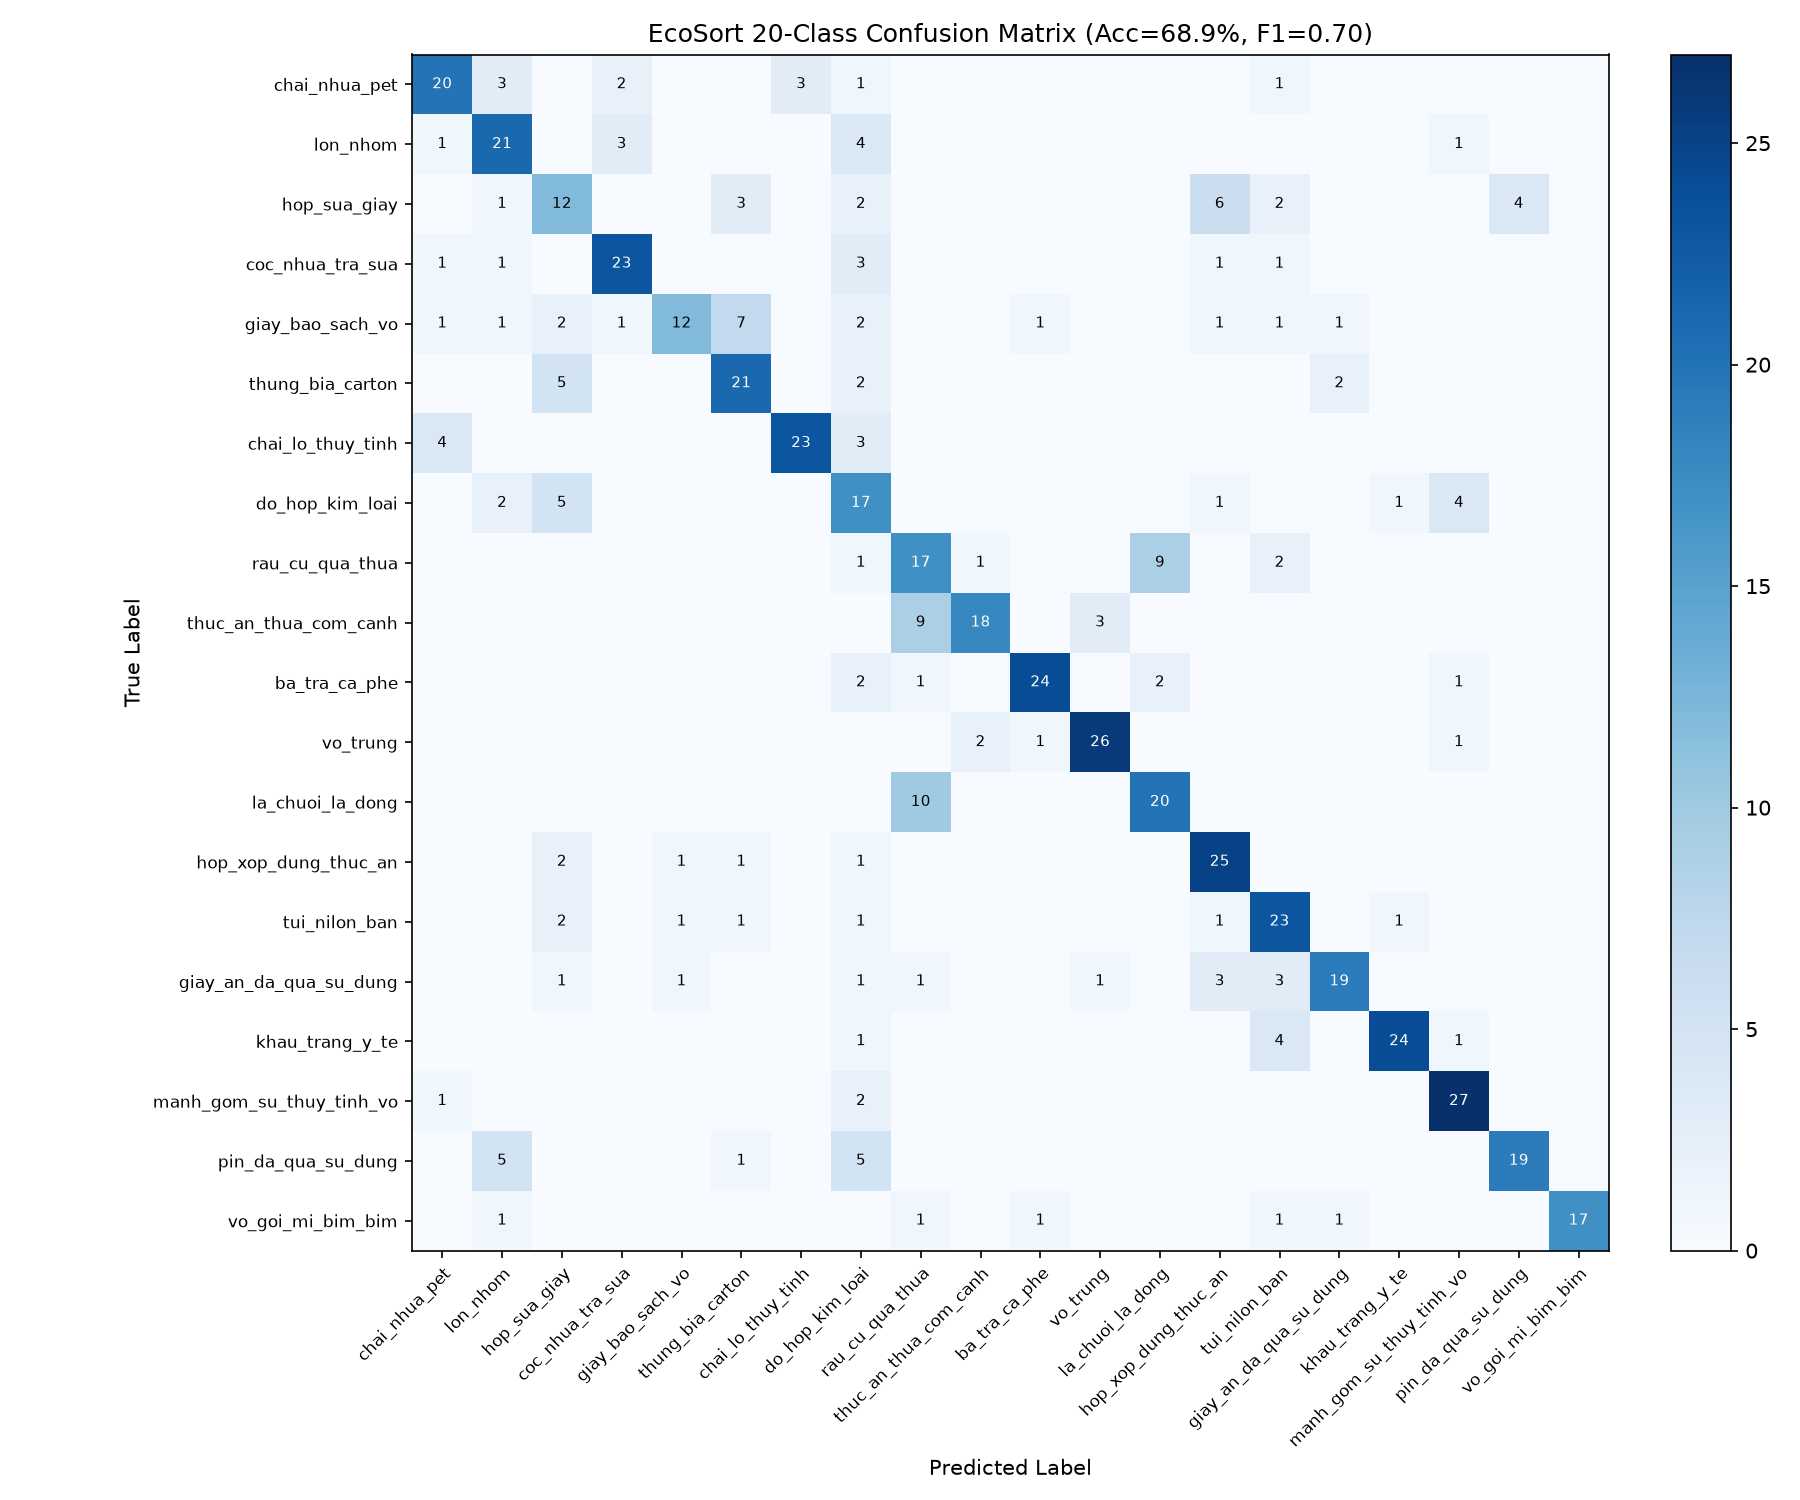 EcoSort 20-Class Confusion Matrix (Acc=68.9%, F1=0.70)
chai_nhua_pet 20 3 2 3 1 1
lon_nhom 1 21 3 4 1
hop_sua_giay 1 12 3 2 6 2 4
coc_nhua_tra_sua 1 1 23 3 1 1
giay_bao_sach_vo 1 1 2 1 12 7 2 1 1 1 1
thung_bia_carton 5 21 2 2
chai_lo_thuy_tinh 4 23 3
do_hop_kim_loai 2 5 17 1 1 4
rau_cu_qua_thua 1 17 1 9 2
thuc_an_thua_com_canh 9 18 3
ba_tra_ca_phe 2 1 24 2 1
vo_trung 2 1 26 1
la_chuoi_la_dong 10 20
hop_xop_dung_thuc_an 2 1 1 1 25
tui_nilon_ban 2 1 1 1 1 23 1
giay_an_da_qua_su_dung 1 1 1 1 1 3 3 19
khau_trang_y_te 1 4 24 1
manh_gom_su_thuy_tinh_vo 1 2 27
pin_da_qua_su_dung 5 1 5 19
vo_goi_mi_bim_bim 1 1 1 1 1 17
True Label
chai_nhua_pet
lon_nhom
hop_sua_giay
coc_nhua_tra_sua
giay_bao_sach_vo
thung_bia_carton
chai_lo_thuy_tinh
do_hop_kim_loai
rau_cu_qua_thua
thuc_an_thua_com_canh
ba_tra_ca_phe
vo_trung
la_chuoi_la_dong
hop_xop_dung_thuc_an
tui_nilon_ban
giay_an_da_qua_su_dung
khau_trang_y_te
manh_gom_su_thuy_tinh_vo
pin_da_qua_su_dung
vo_goi_mi_bim_bim
Predicted Label
25
20
15
10
5
0